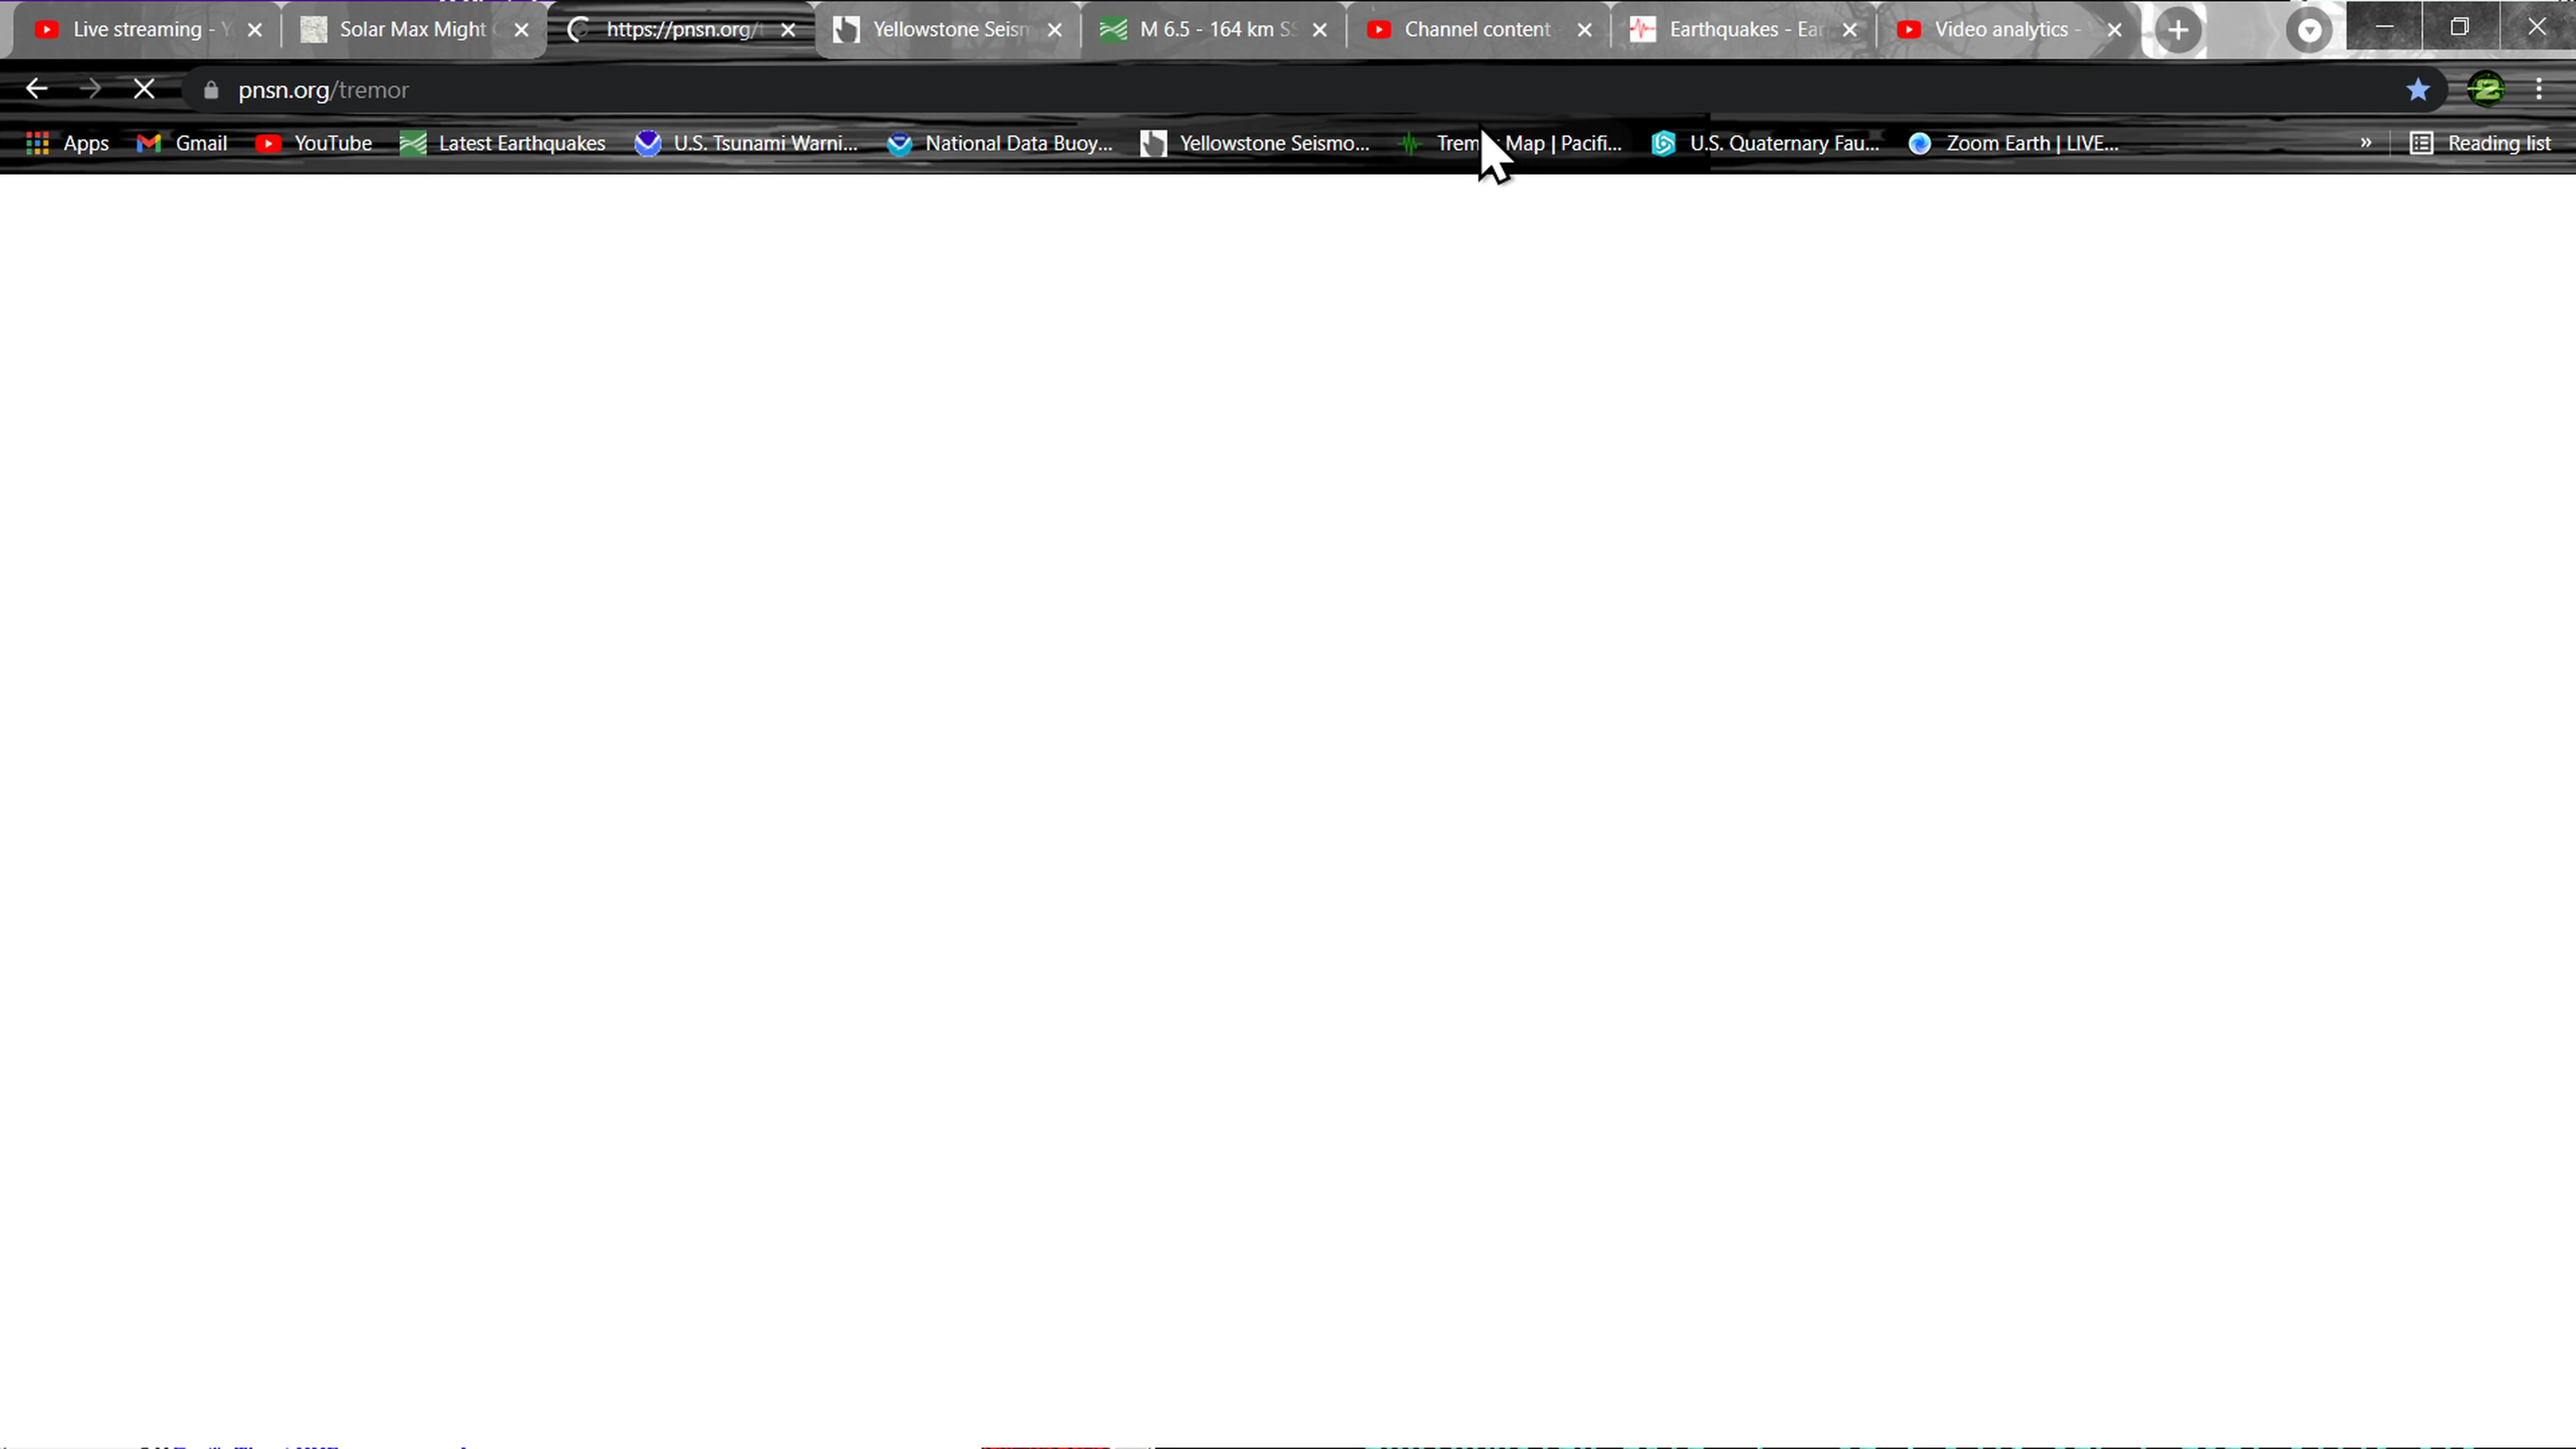 Live streaming - Y
Solar Max Might
https://pnsn.org/t
Yellowstone Seism
M 6.5 - 164 km SS
Channel content
Earthquakes - Ear
Video analytics -
pnsn.org/tremor
Apps
Gmail
YouTube
Latest Earthquakes
U.S. Tsunami Warni...
National Data Buoy...
Yellowstone Seismo...
Map | Pacifi...
U.S. Quaternary Fau...
Zoom Earth | LIVE...
»
Reading list